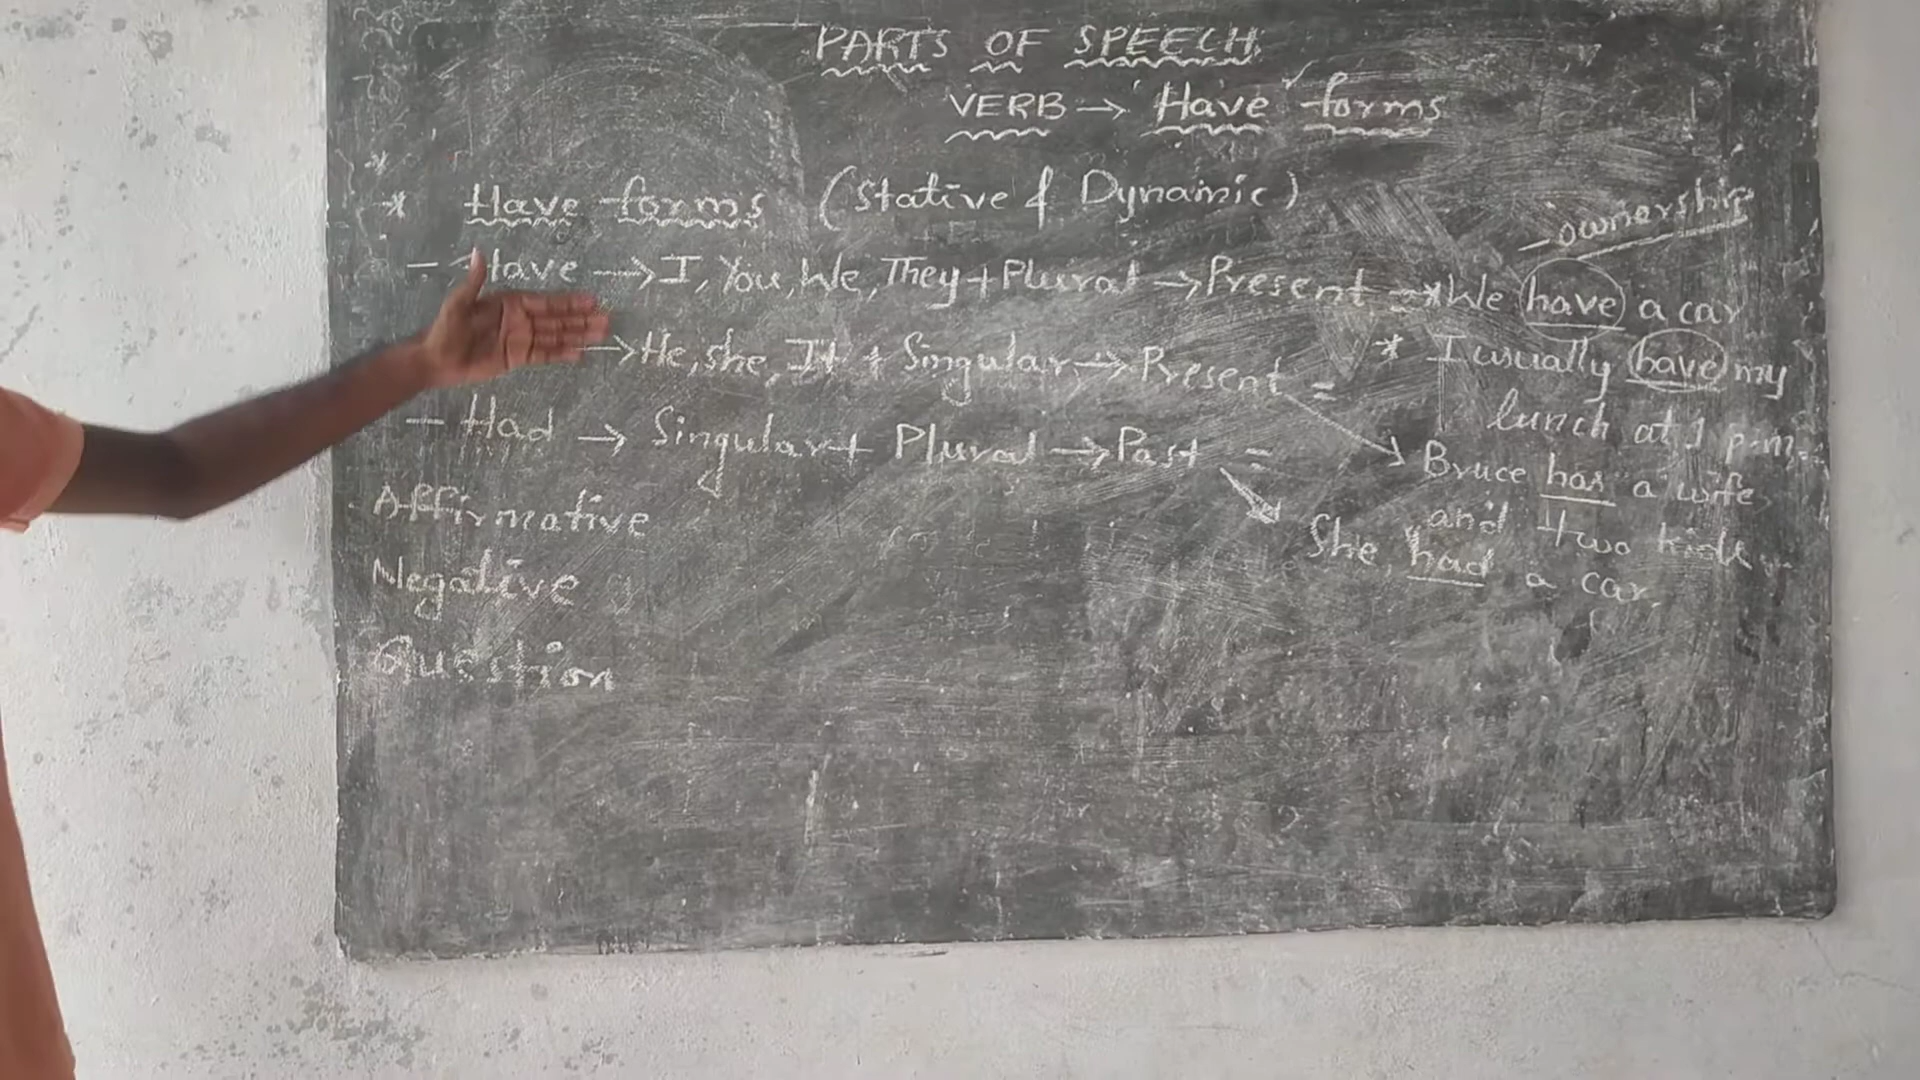 PARTS OF SPEECH
VERB → 'Have' forms
* Have forms (Stative & Dynamic)
- ownership
- Have → I, You, We, They + Plural → Present → * We have a car
→ He, she, It + Singular → Present =
* I usually have my
lunch at 1 p.m.
- Had → Singular + Plural → Past =
Bruce has a wife
and two kids
She had a car.
Affirmative
Negative
Question